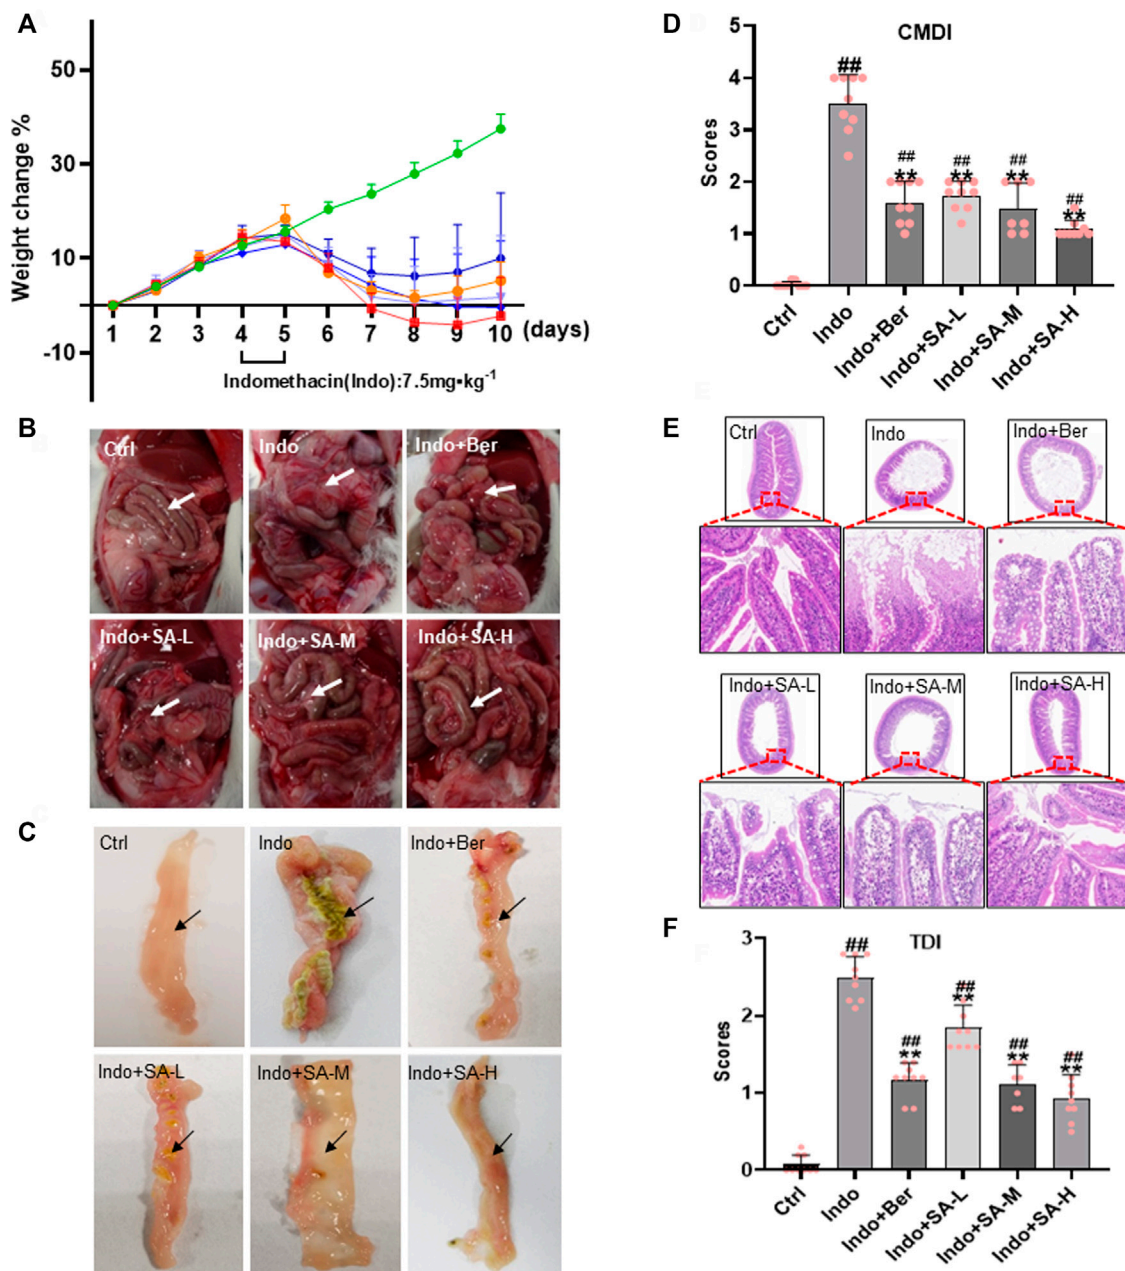 A
Weight change %
50
30
10
-10
1 2 3 4 5 6 7 8 9 10 (days)
Indomethacin(Indo):7.5mg▪kg⁻¹
B
Ctrl
Indo
Indo+Ber
Indo+SA-L
Indo+SA-M
Indo+SA-H
C
Ctrl
Indo
Indo+Ber
Indo+SA-L
Indo+SA-M
Indo+SA-H
D
CMDI
Scores
5
4
3
2
1
0
##
##
**
##
**
##
**
##
**
Ctrl
Indo
Indo+Ber
Indo+SA-L
Indo+SA-M
Indo+SA-H
E
Ctrl
Indo
Indo+Ber
Indo+SA-L
Indo+SA-M
Indo+SA-H
F
TDI
Scores
3
2
1
0
##
##
**
##
**
##
**
##
**
Ctrl
Indo
Indo+Ber
Indo+SA-L
Indo+SA-M
Indo+SA-H